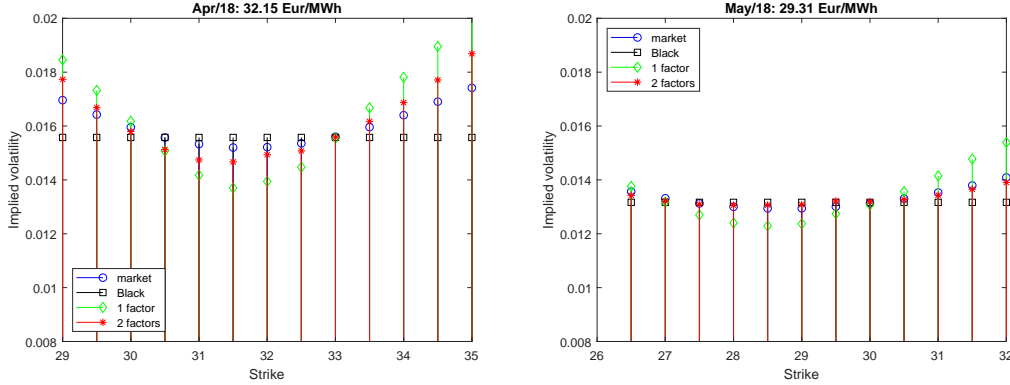 Apr/18: 32.15 Eur/MWh
0.02
0.018
0.016
0.014
0.012
0.01
0.008
Implied volatility
market
Black
1 factor
2 factors
29 30 31 32 33 34 35
Strike
May/18: 29.31 Eur/MWh
0.02
0.018
0.016
0.014
0.012
0.01
0.008
Implied volatility
market
Black
1 factor
2 factors
26 27 28 29 30 31 32
Strike